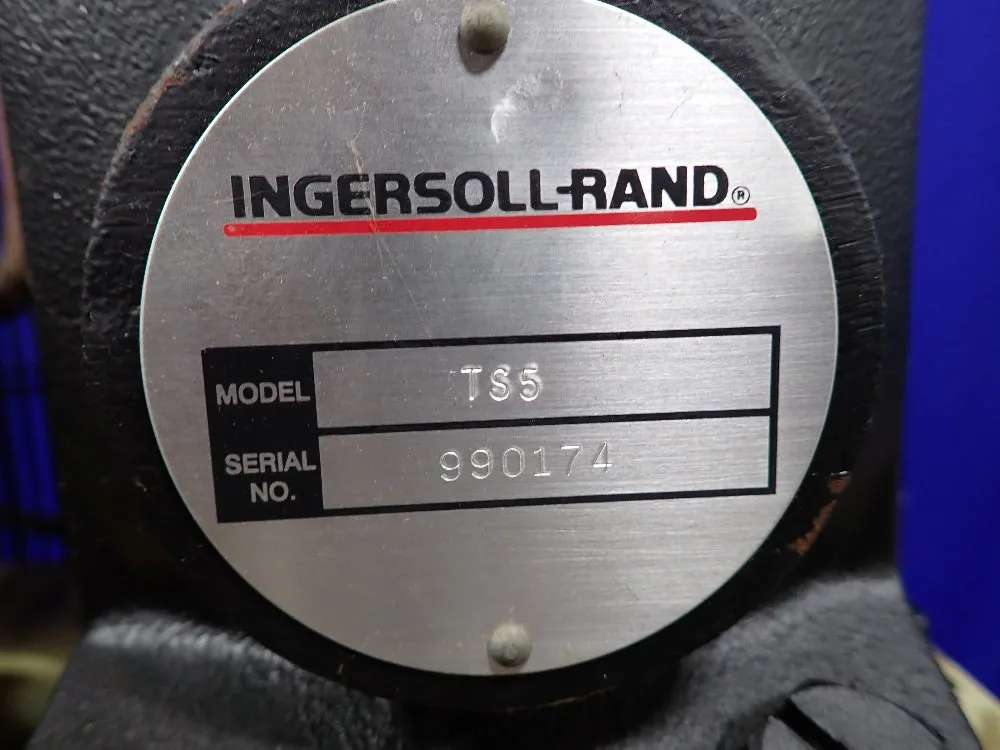 INGERSOLL-RAND®
MODEL TS5
SERIAL NO. 990174